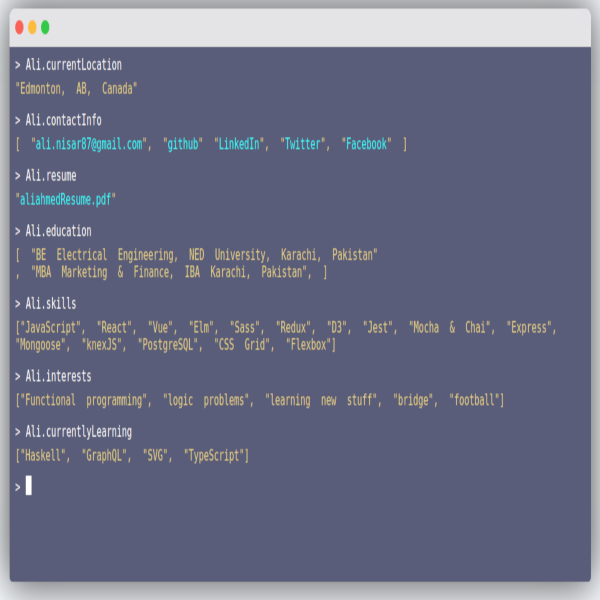 > Ali.currentLocation
"Edmonton, AB, Canada"
> Ali.contactInfo
[ "ali.nisar87@gmail.com", "github" "LinkedIn", "Twitter", "Facebook" ]
> Ali.resume
"aliahmedResume.pdf"
> Ali.education
[ "BE Electrical Engineering, NED University, Karachi, Pakistan"
, "MBA Marketing & Finance, IBA Karachi, Pakistan", ]
> Ali.skills
["JavaScript", "React", "Vue", "Elm", "Sass", "Redux", "D3", "Jest", "Mocha & Chai", "Express",
"Mongoose", "knexJS", "PostgreSQL", "CSS Grid", "Flexbox"]
> Ali.interests
["Functional programming", "logic problems", "learning new stuff", "bridge", "football"]
> Ali.currentlyLearning
["Haskell", "GraphQL", "SVG", "TypeScript"]
>